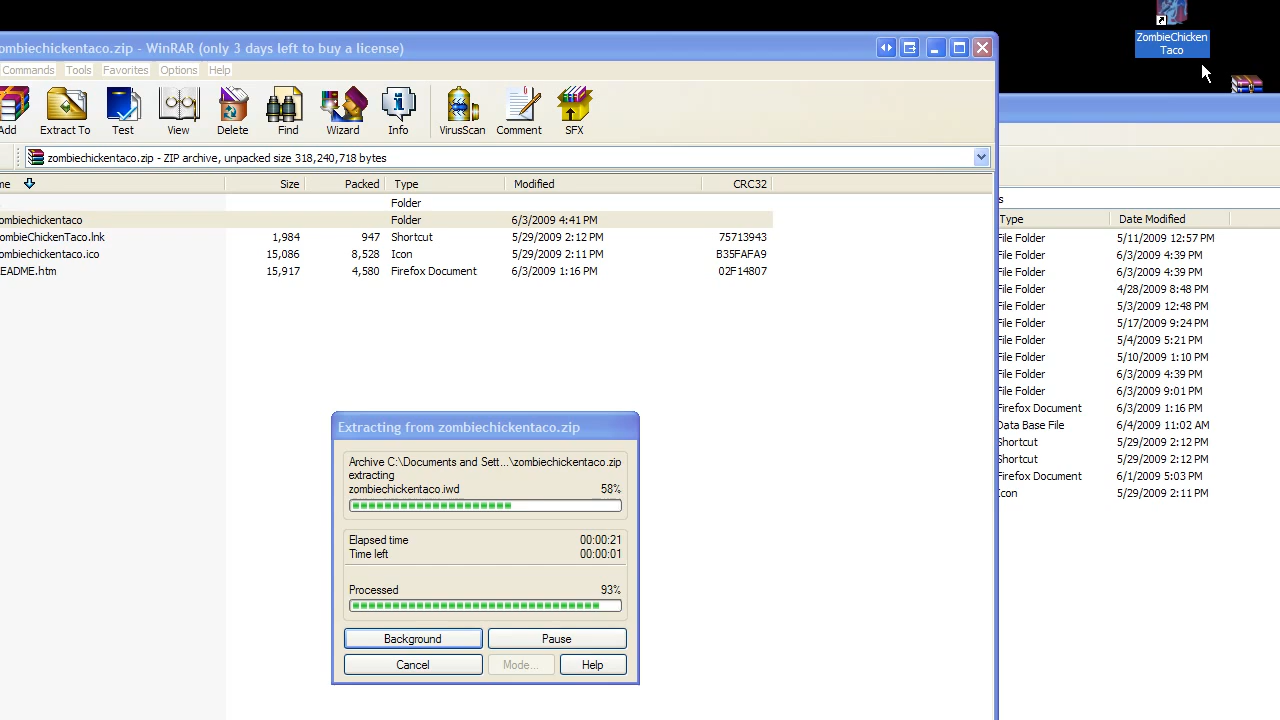 ZombieChicken
Taco
ombiechickentaco.zip - WinRAR (only 3 days left to buy a license)
Commands Tools Favorites Options Help
Add Extract To Test View Delete Find Wizard Info VirusScan Comment SFX
zombiechickentaco.zip - ZIP archive, unpacked size 318,240,718 bytes
me Size Packed Type Modified CRC32
Folder
ombiechickentaco Folder 6/3/2009 4:41 PM
ombieChickenTaco.lnk 1,984 947 Shortcut 5/29/2009 2:12 PM 75713943
ombiechickentaco.ico 15,086 8,528 Icon 5/29/2009 2:11 PM B35FAFA9
EADME.htm 15,917 4,580 Firefox Document 6/3/2009 1:16 PM 02F14807
s
Type Date Modified
File Folder 5/11/2009 12:57 PM
File Folder 6/3/2009 4:39 PM
File Folder 6/3/2009 4:39 PM
File Folder 4/28/2009 8:48 PM
File Folder 5/3/2009 12:48 PM
File Folder 5/17/2009 9:24 PM
File Folder 5/4/2009 5:21 PM
File Folder 5/10/2009 1:10 PM
File Folder 6/3/2009 4:39 PM
File Folder 6/3/2009 9:01 PM
Firefox Document 6/3/2009 1:16 PM
Data Base File 6/4/2009 11:02 AM
Shortcut 5/29/2009 2:12 PM
Shortcut 5/29/2009 2:12 PM
Firefox Document 6/1/2009 5:03 PM
Icon 5/29/2009 2:11 PM
Extracting from zombiechickentaco.zip
Archive C:\Documents and Sett...\zombiechickentaco.zip
extracting
zombiechickentaco.iwd 58%
Elapsed time 00:00:21
Time left 00:00:01
Processed 93%
Background Pause
Cancel Mode... Help